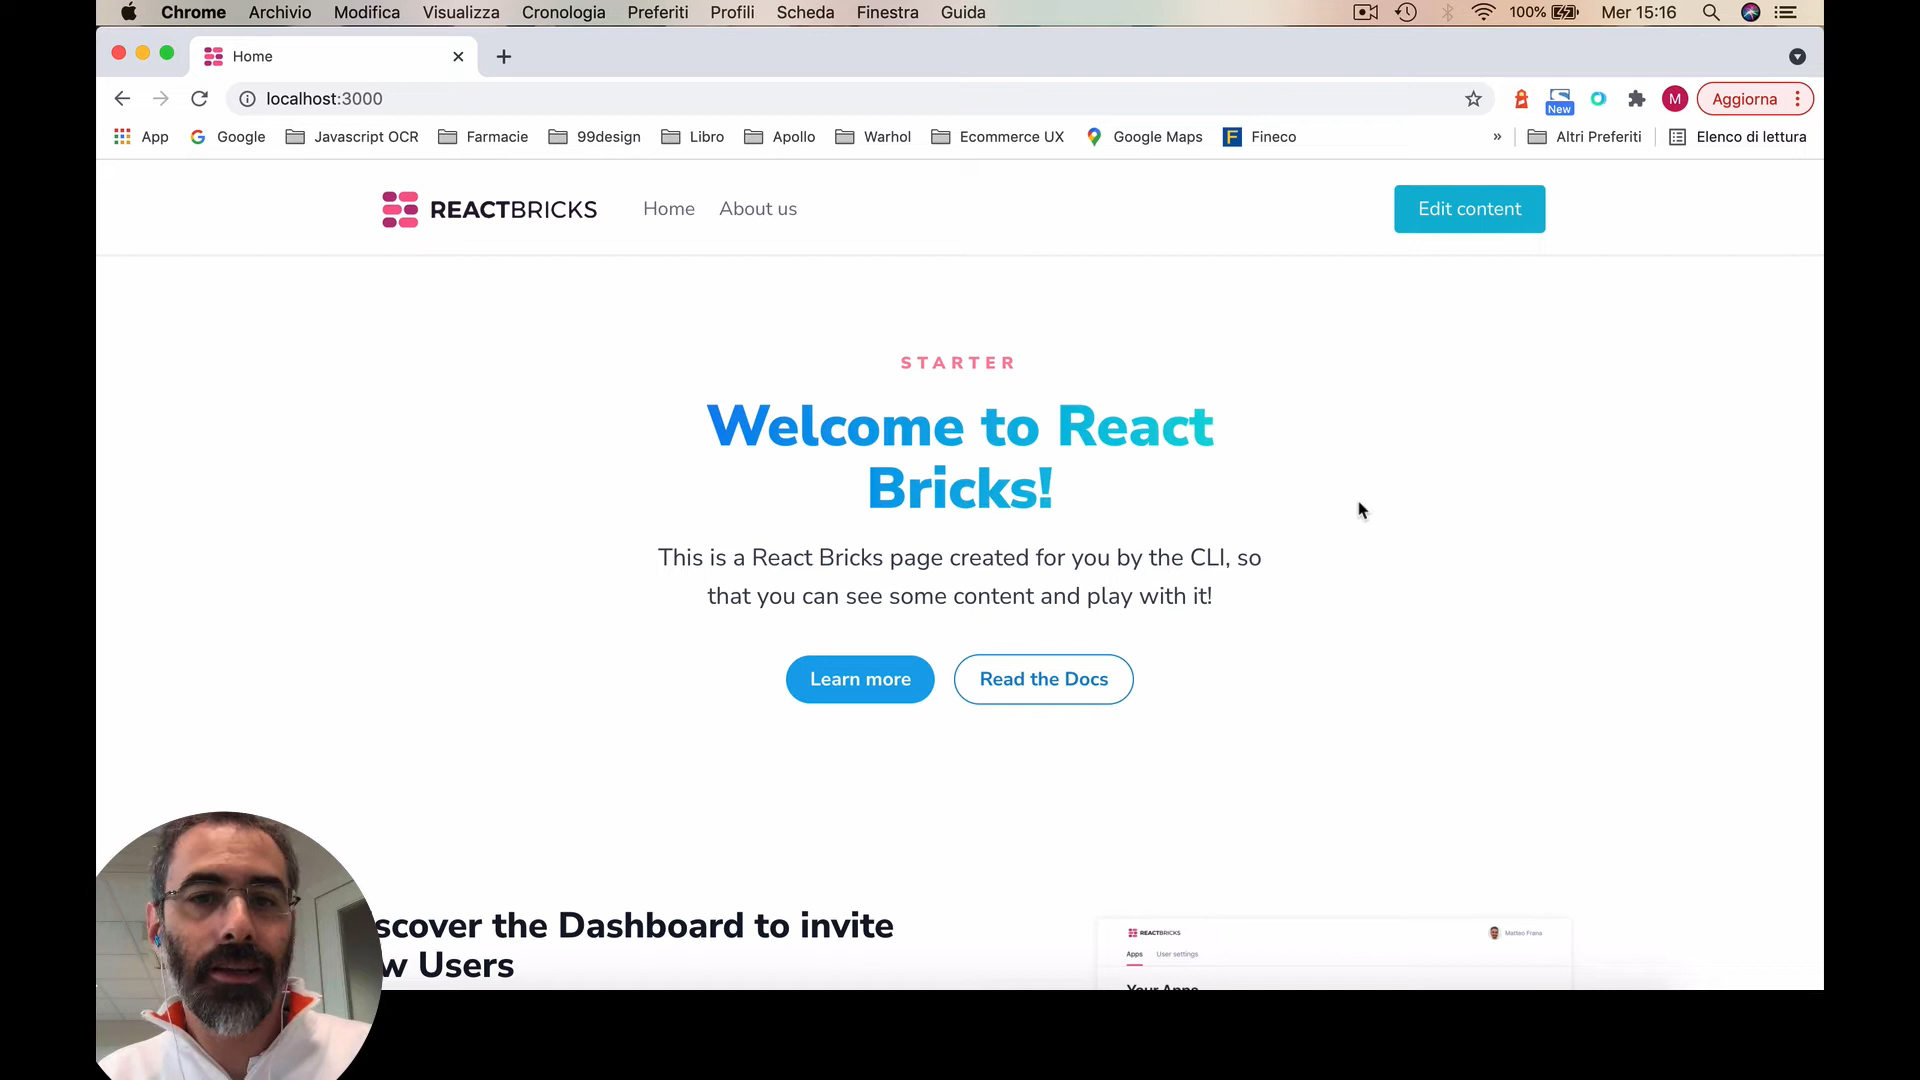 Chrome Archivio Modifica Visualizza Cronologia Preferiti Profili Scheda Finestra Guida 100% Mer 15:16
Home
localhost:3000 New M Aggiorna
App Google Javascript OCR Farmacie 99design Libro Apollo Warhol Ecommerce UX Google Maps F Fineco » Altri Preferiti Elenco di lettura
REACTBRICKS Home About us Edit content
STARTER
Welcome to React
Bricks!
This is a React Bricks page created for you by the CLI, so
that you can see some content and play with it!
Learn more Read the Docs
scover the Dashboard to invite
w Users
REACTBRICKS Matteo Frana
Apps User settings
Your Apps